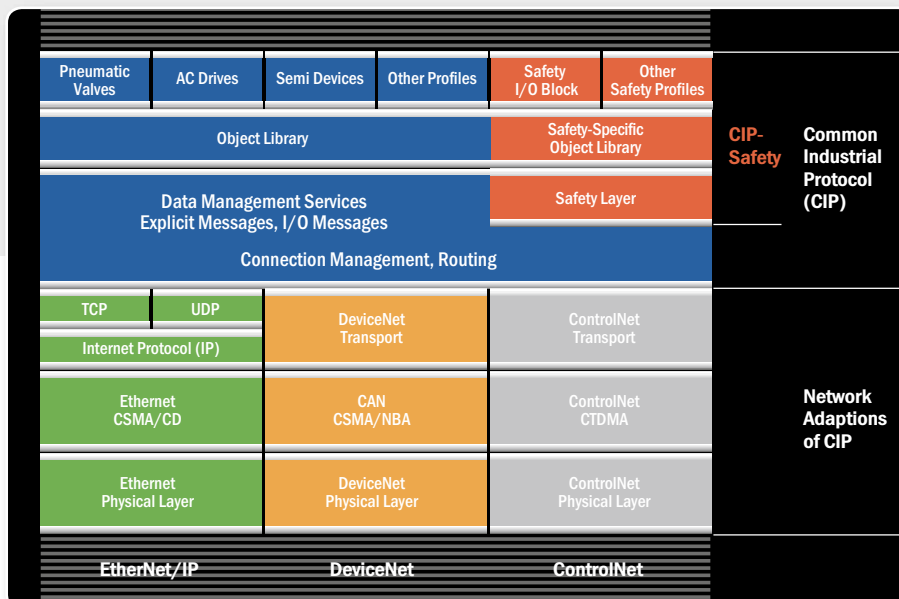 Pneumatic
Valves
AC Drives
Semi Devices
Other Profiles
Safety
I/O Block
Other
Safety Profiles
Object Library
Safety-Specific
Object Library
CIP-
Safety
Common
Industrial
Protocol
(CIP)
Data Management Services
Explicit Messages, I/O Messages
Safety Layer
Connection Management, Routing
TCP
UDP
Internet Protocol (IP)
DeviceNet
Transport
ControlNet
Transport
Ethernet
CSMA/CD
CAN
CSMA/NBA
ControlNet
CTDMA
Network
Adaptions
of CIP
Ethernet
Physical Layer
DeviceNet
Physical Layer
ControlNet
Physical Layer
EtherNet/IP
DeviceNet
ControlNet